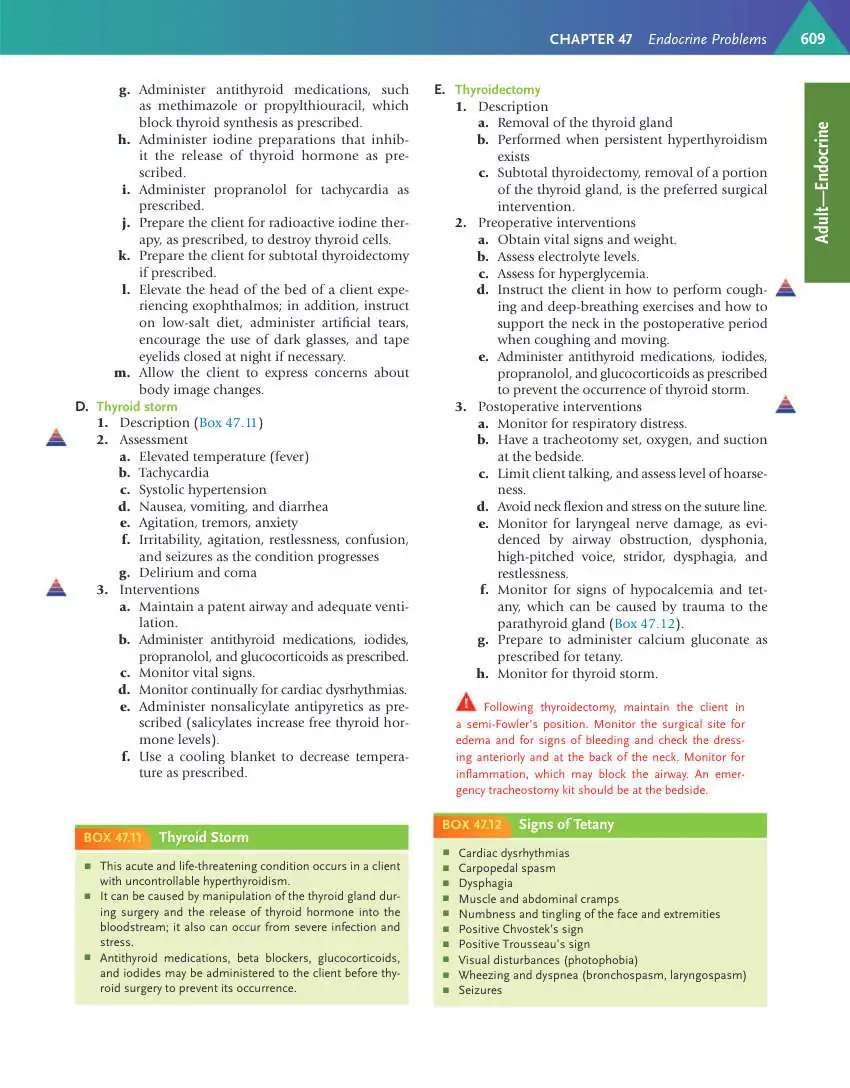 CHAPTER 47 Endocrine Problems 609
g. Administer antithyroid medications, such
as methimazole or propylthiouracil, which
block thyroid synthesis as prescribed.
h. Administer iodine preparations that inhib-
it the release of thyroid hormone as pre-
scribed.
i. Administer propranolol for tachycardia as
prescribed.
j. Prepare the client for radioactive iodine ther-
apy, as prescribed, to destroy thyroid cells.
k. Prepare the client for subtotal thyroidectomy
if prescribed.
l. Elevate the head of the bed of a client expe-
riencing exophthalmos; in addition, instruct
on low-salt diet, administer artificial tears,
encourage the use of dark glasses, and tape
eyelids closed at night if necessary.
m. Allow the client to express concerns about
body image changes.
D. Thyroid storm
1. Description (Box 47.11)
2. Assessment
a. Elevated temperature (fever)
b. Tachycardia
c. Systolic hypertension
d. Nausea, vomiting, and diarrhea
e. Agitation, tremors, anxiety
f. Irritability, agitation, restlessness, confusion,
and seizures as the condition progresses
g. Delirium and coma
3. Interventions
a. Maintain a patent airway and adequate venti-
lation.
b. Administer antithyroid medications, iodides,
propranolol, and glucocorticoids as prescribed.
c. Monitor vital signs.
d. Monitor continually for cardiac dysrhythmias.
e. Administer nonsalicylate antipyretics as pre-
scribed (salicylates increase free thyroid hor-
mone levels).
f. Use a cooling blanket to decrease tempera-
ture as prescribed.
BOX 47.11 Thyroid Storm
■ This acute and life-threatening condition occurs in a client
with uncontrollable hyperthyroidism.
■ It can be caused by manipulation of the thyroid gland dur-
ing surgery and the release of thyroid hormone into the
bloodstream; it also can occur from severe infection and
stress.
■ Antithyroid medications, beta blockers, glucocorticoids,
and iodides may be administered to the client before thy-
roid surgery to prevent its occurrence.
E. Thyroidectomy
1. Description
a. Removal of the thyroid gland
b. Performed when persistent hyperthyroidism
exists
c. Subtotal thyroidectomy, removal of a portion
of the thyroid gland, is the preferred surgical
intervention.
2. Preoperative interventions
a. Obtain vital signs and weight.
b. Assess electrolyte levels.
c. Assess for hyperglycemia.
d. Instruct the client in how to perform cough-
ing and deep-breathing exercises and how to
support the neck in the postoperative period
when coughing and moving.
e. Administer antithyroid medications, iodides,
propranolol, and glucocorticoids as prescribed
to prevent the occurrence of thyroid storm.
3. Postoperative interventions
a. Monitor for respiratory distress.
b. Have a tracheotomy set, oxygen, and suction
at the bedside.
c. Limit client talking, and assess level of hoarse-
ness.
d. Avoid neck flexion and stress on the suture line.
e. Monitor for laryngeal nerve damage, as evi-
denced by airway obstruction, dysphonia,
high-pitched voice, stridor, dysphagia, and
restlessness.
f. Monitor for signs of hypocalcemia and tet-
any, which can be caused by trauma to the
parathyroid gland (Box 47.12).
g. Prepare to administer calcium gluconate as
prescribed for tetany.
h. Monitor for thyroid storm.
Following thyroidectomy, maintain the client in
a semi-Fowler's position. Monitor the surgical site for
edema and for signs of bleeding and check the dress-
ing anteriorly and at the back of the neck. Monitor for
inflammation, which may block the airway. An emer-
gency tracheostomy kit should be at the bedside.
BOX 47.12 Signs of Tetany
■ Cardiac dysrhythmias
■ Carpopedal spasm
■ Dysphagia
■ Muscle and abdominal cramps
■ Numbness and tingling of the face and extremities
■ Positive Chvostek's sign
■ Positive Trousseau's sign
■ Visual disturbances (photophobia)
■ Wheezing and dyspnea (bronchospasm, laryngospasm)
■ Seizures
Adult—Endocrine